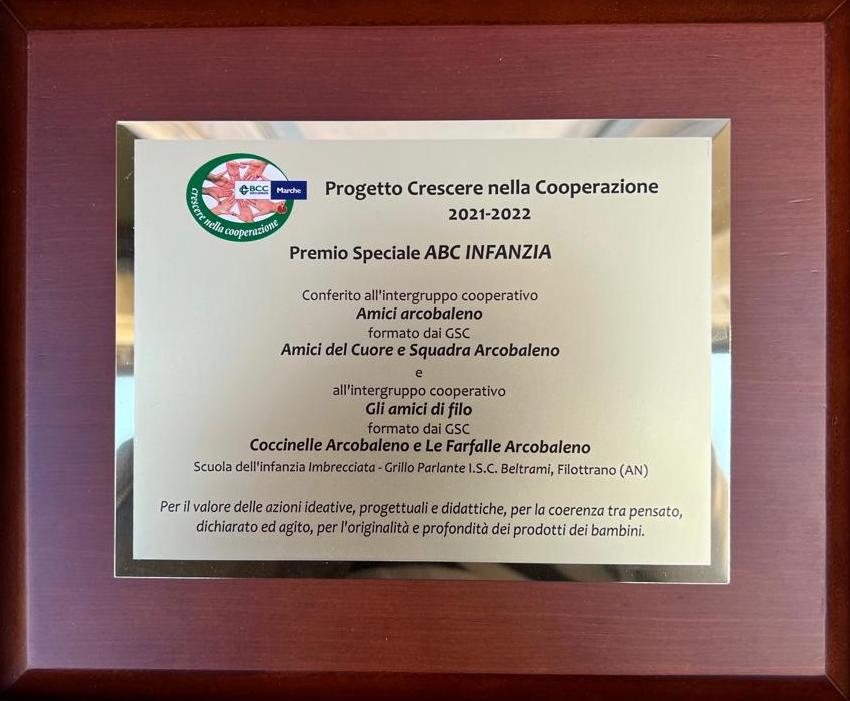 BCC
Marche
crescere nella cooperazione
Progetto Crescere nella Cooperazione
2021-2022
Premio Speciale ABC INFANZIA
Conferito all'intergruppo cooperativo
Amici arcobaleno
formato dai GSC
Amici del Cuore e Squadra Arcobaleno
e
all'intergruppo cooperativo
Gli amici di filo
formato dai GSC
Coccinelle Arcobaleno e Le Farfalle Arcobaleno
Scuola dell'infanzia Imbrecciata - Grillo Parlante I.S.C. Beltrami, Filottrano (AN)
Per il valore delle azioni ideative, progettuali e didattiche, per la coerenza tra pensato,
dichiarato ed agito, per l'originalità e profondità dei prodotti dei bambini.